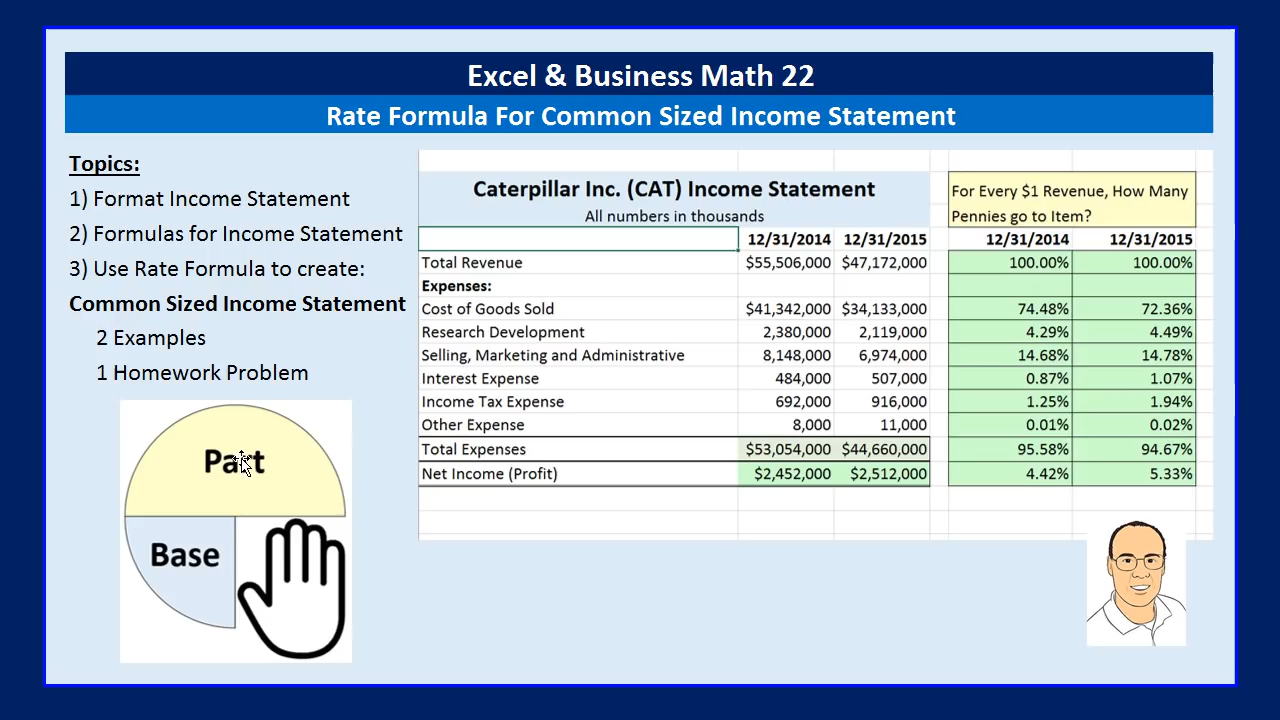 Excel & Business Math 22
Rate Formula For Common Sized Income Statement
Topics:
1) Format Income Statement
2) Formulas for Income Statement
3) Use Rate Formula to create:
Common Sized Income Statement
2 Examples
1 Homework Problem
Part
Base
Caterpillar Inc. (CAT) Income Statement
All numbers in thousands
12/31/2014 12/31/2015
Total Revenue $55,506,000 $47,172,000
Expenses:
Cost of Goods Sold $41,342,000 $34,133,000
Research Development 2,380,000 2,119,000
Selling, Marketing and Administrative 8,148,000 6,974,000
Interest Expense 484,000 507,000
Income Tax Expense 692,000 916,000
Other Expense 8,000 11,000
Total Expenses $53,054,000 $44,660,000
Net Income (Profit) $2,452,000 $2,512,000
For Every $1 Revenue, How Many
Pennies go to Item?
12/31/2014 12/31/2015
100.00% 100.00%
74.48% 72.36%
4.29% 4.49%
14.68% 14.78%
0.87% 1.07%
1.25% 1.94%
0.01% 0.02%
95.58% 94.67%
4.42% 5.33%